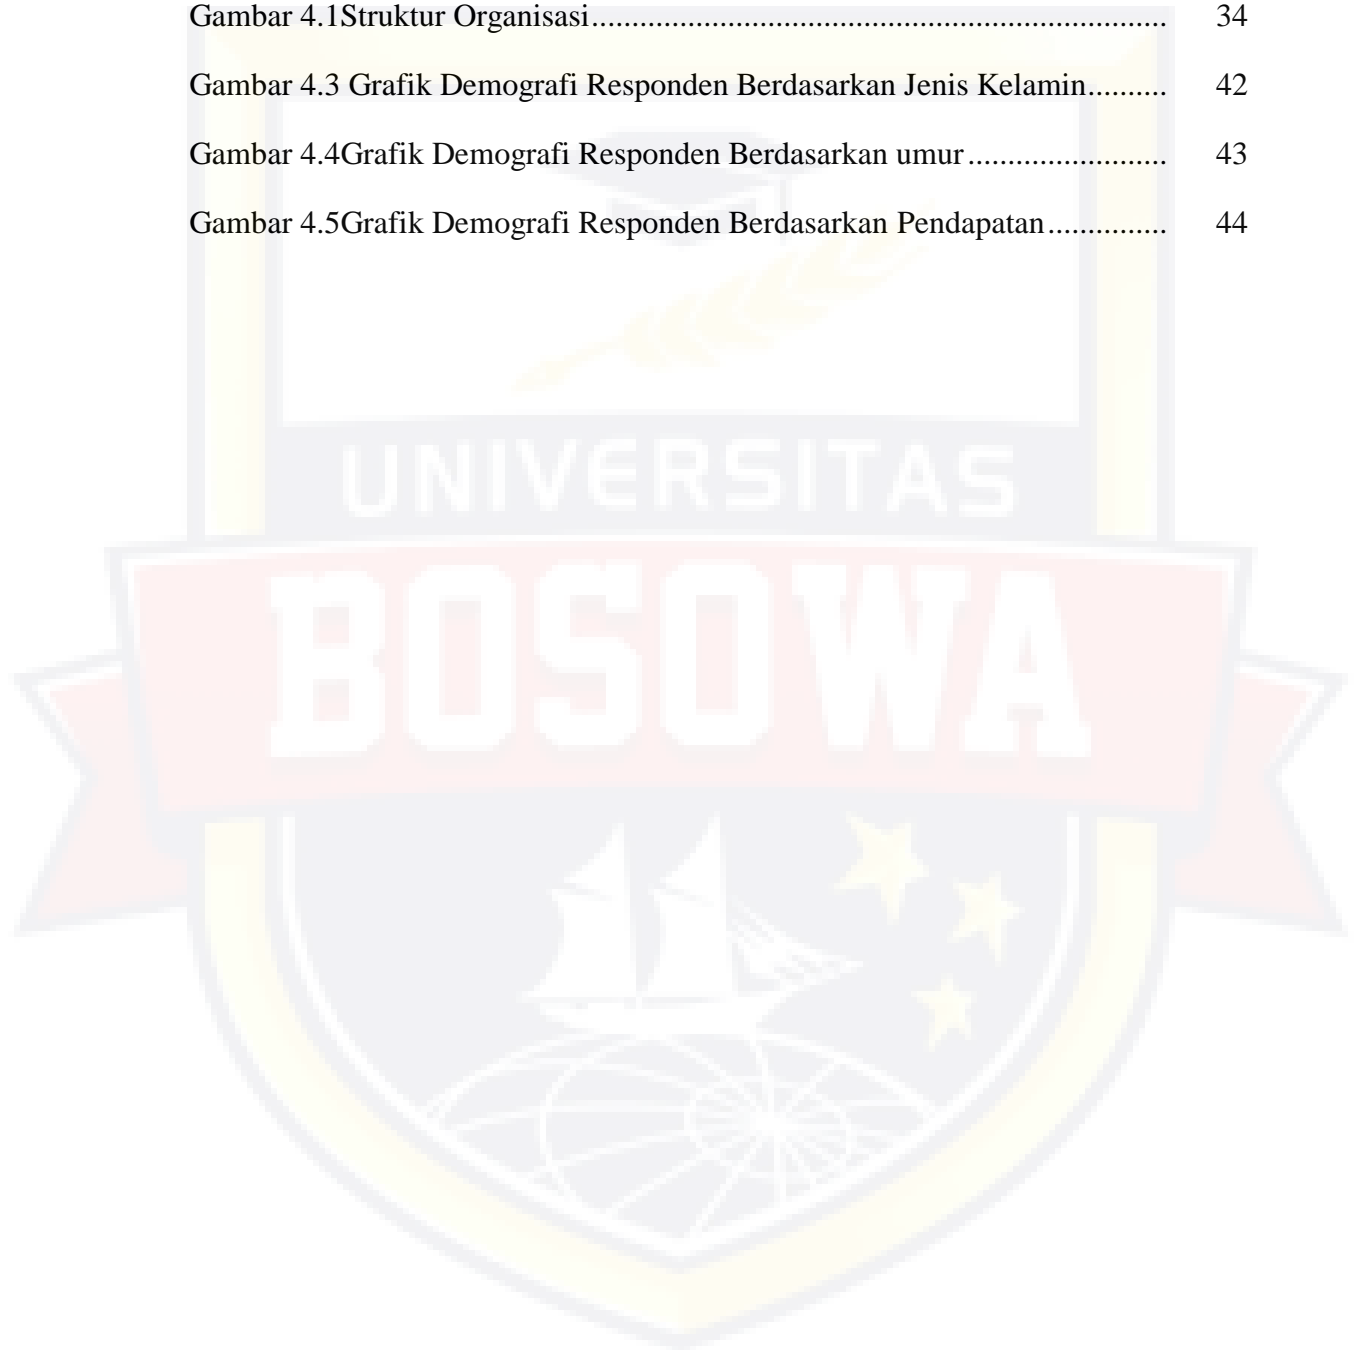 Gambar 4.1Struktur Organisasi....................................................................... 34
Gambar 4.3 Grafik Demografi Responden Berdasarkan Jenis Kelamin.......... 42
Gambar 4.4Grafik Demografi Responden Berdasarkan umur......................... 43
Gambar 4.5Grafik Demografi Responden Berdasarkan Pendapatan............... 44
UNIVERSITAS
BOSOWA